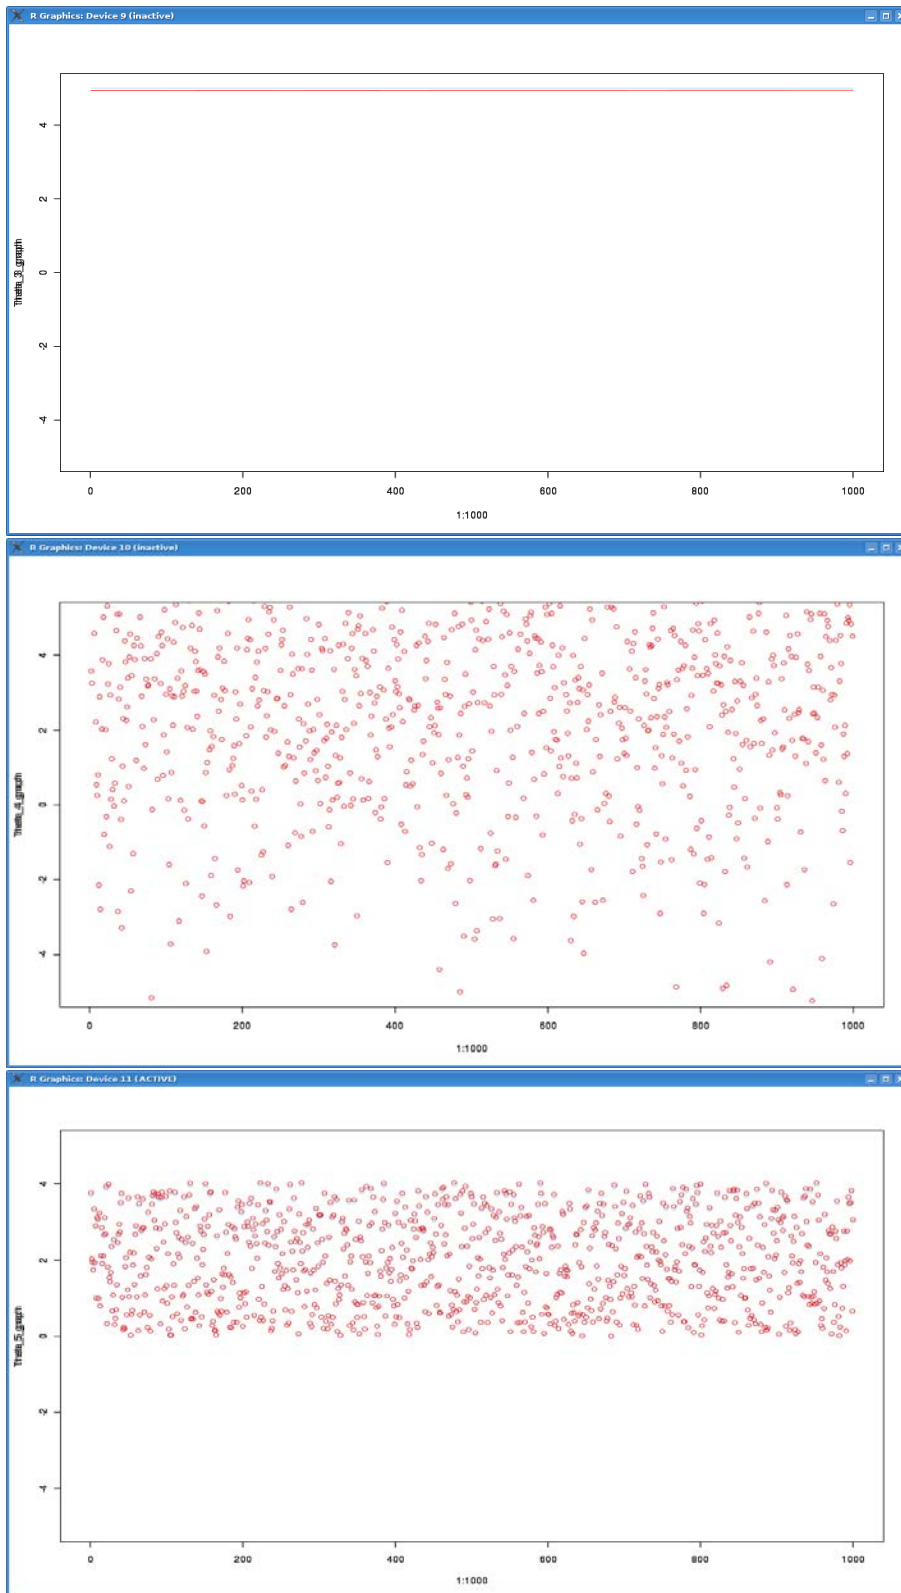 R Graphics: Device 9 (inactive)
4
2
0
-2
-4
Theta_3_graph
0 200 400 600 800 1000
1:1000
R Graphics: Device 10 (inactive)
4
2
0
-2
-4
Theta_4_graph
0 200 400 600 800 1000
1:1000
R Graphics: Device 11 (ACTIVE)
4
2
0
-2
-4
Theta_5_graph
0 200 400 600 800 1000
1:1000